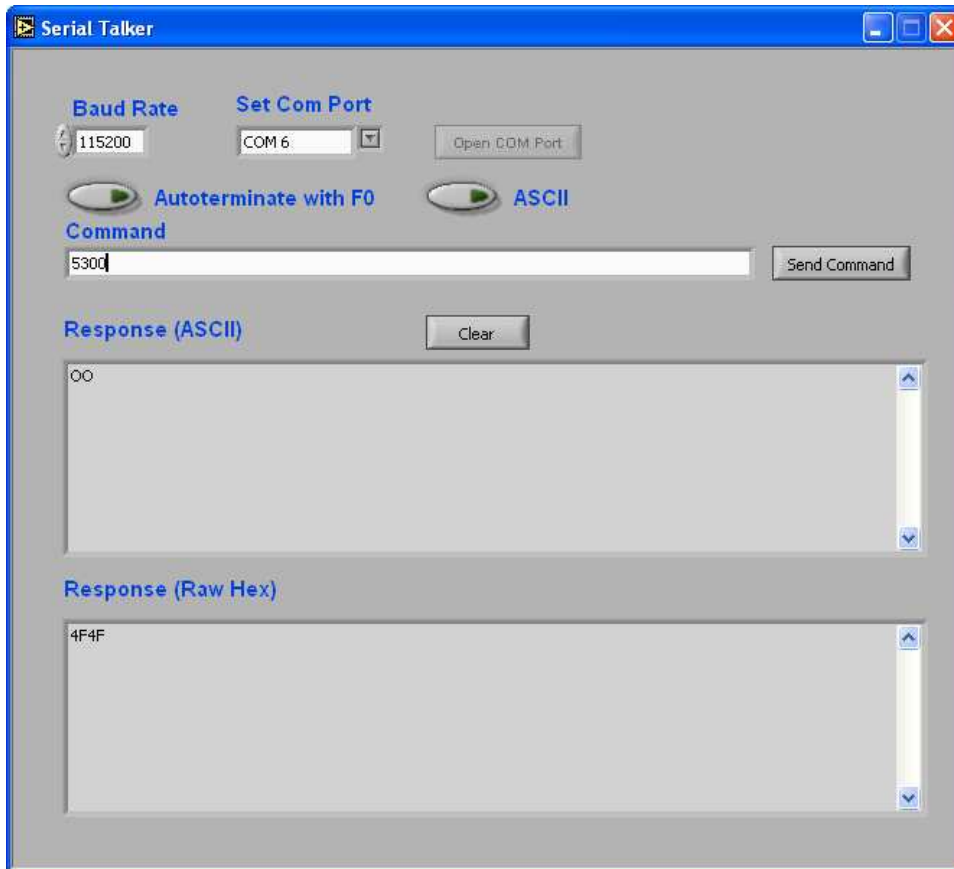 Serial Talker
Baud Rate Set Com Port
115200 COM 6 Open COM Port
Autoterminate with F0 ASCII
Command
5300 Send Command
Response (ASCII) Clear
OO
Response (Raw Hex)
4F4F